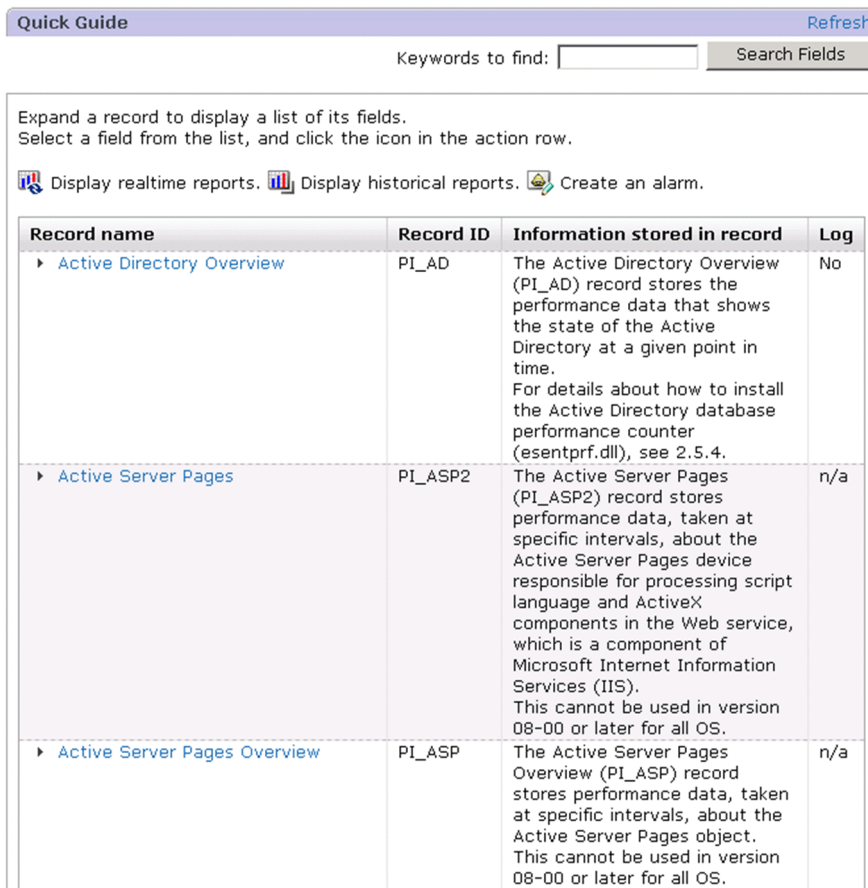 Quick Guide Refresh
Keywords to find: Search Fields
Expand a record to display a list of its fields.
Select a field from the list, and click the icon in the action row.
Display realtime reports. Display historical reports. Create an alarm.
Record name Record ID Information stored in record Log
Active Directory Overview PI_AD The Active Directory Overview No
(PI_AD) record stores the
performance data that shows
the state of the Active
Directory at a given point in
time.
For details about how to install
the Active Directory database
performance counter
(esentprf.dll), see 2.5.4.
Active Server Pages PI_ASP2 The Active Server Pages n/a
(PI_ASP2) record stores
performance data, taken at
specific intervals, about the
Active Server Pages device
responsible for processing script
language and ActiveX
components in the Web service,
which is a component of
Microsoft Internet Information
Services (IIS).
This cannot be used in version
08-00 or later for all OS.
Active Server Pages Overview PI_ASP The Active Server Pages n/a
Overview (PI_ASP) record
stores performance data, taken
at specific intervals, about the
Active Server Pages object.
This cannot be used in version
08-00 or later for all OS.